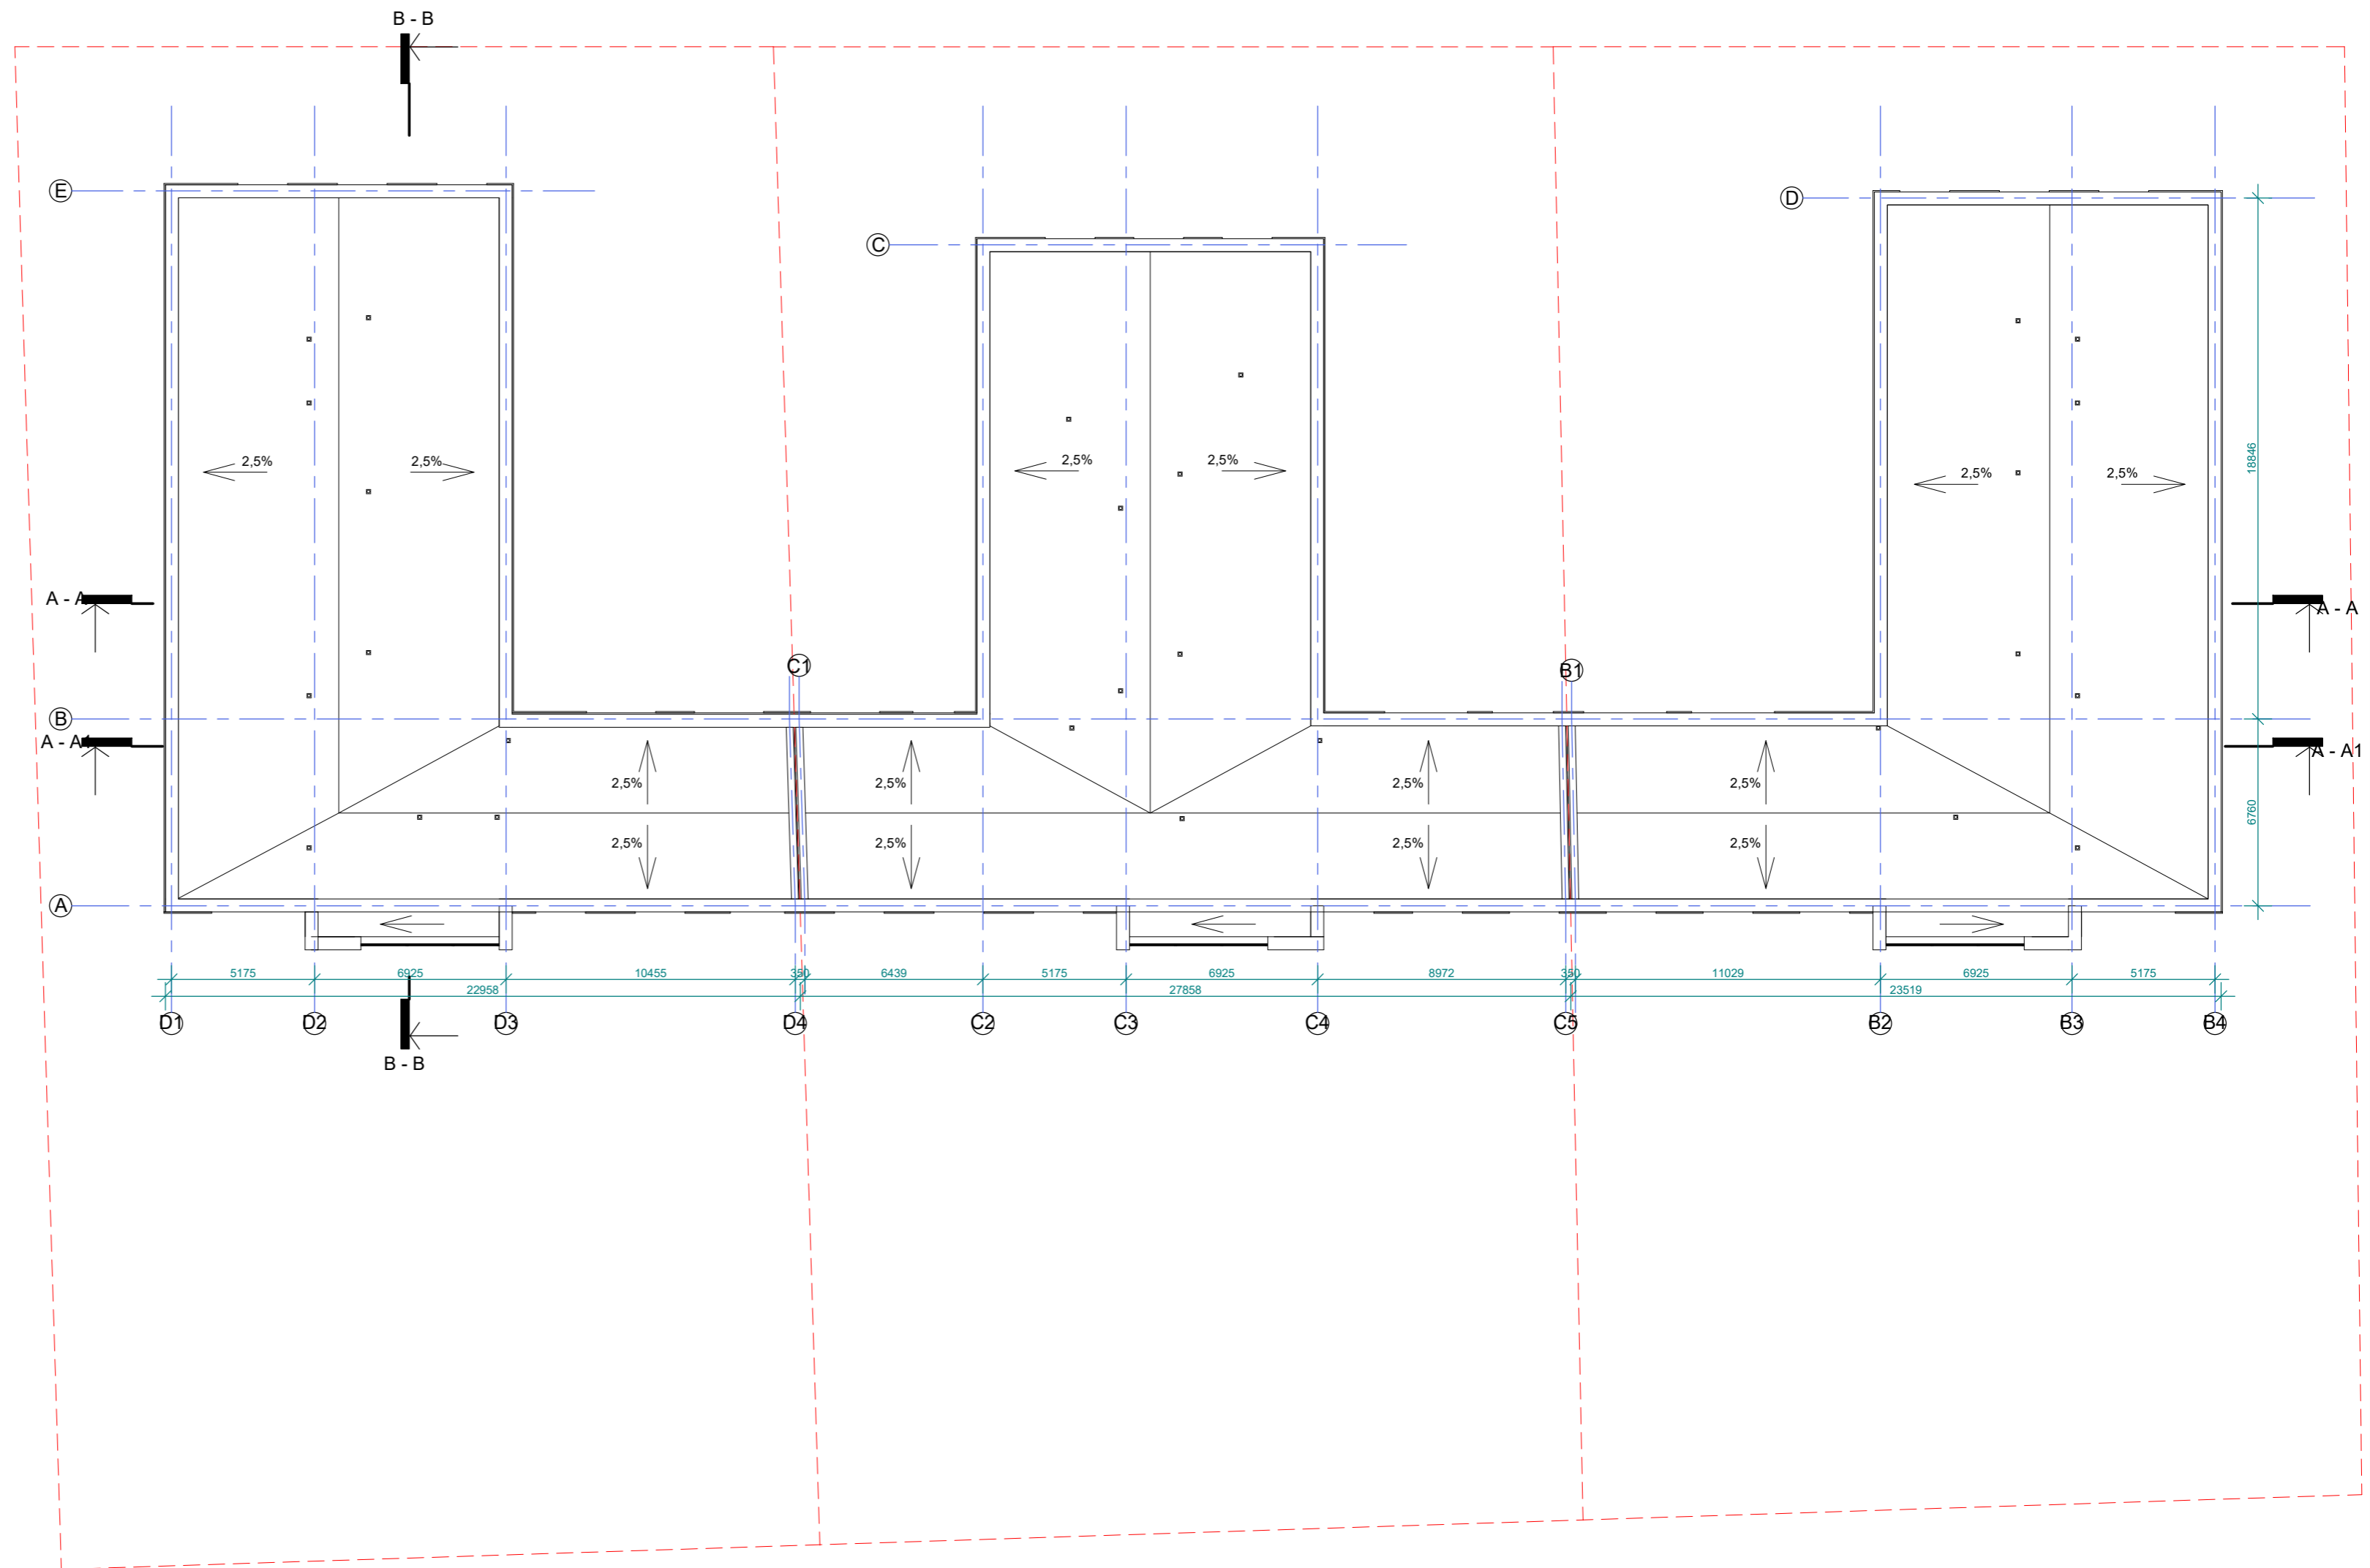 B - B
E
D
C
18846
2,5%
2,5%
2,5%
2,5%
2,5%
2,5%
A - A
A - A
C1
B1
B
A - A1
A - A1
2,5%
2,5%
2,5%
2,5%
6760
2,5%
2,5%
2,5%
2,5%
A
5175
6925
10455
350
6439
5175
6925
8972
350
11029
6925
5175
22958
27858
23519
D1
D2
D3
D4
C2
C3
C4
C5
B2
B3
B4
B - B